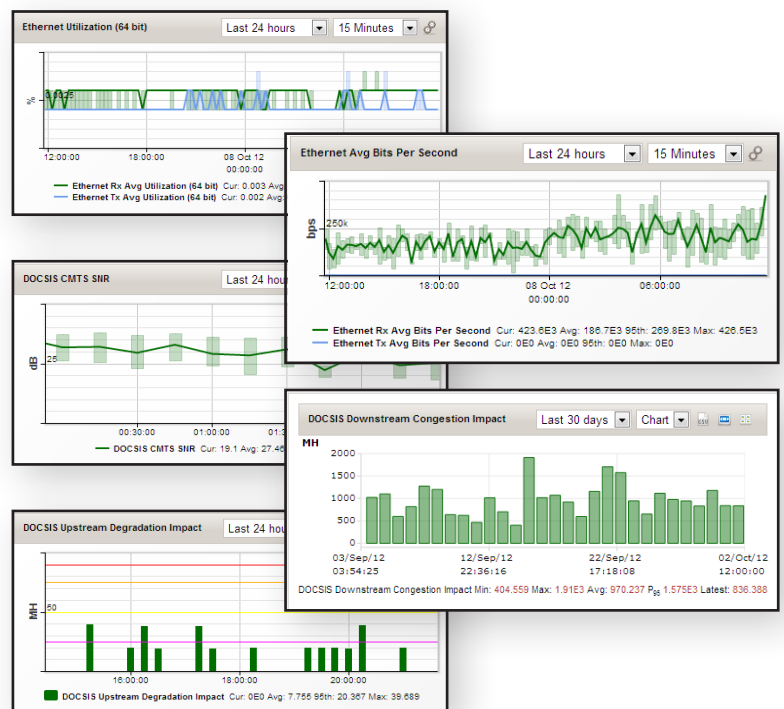 Ethernet Utilization (64 bit)
Last 24 hours
15 Minutes
%
0.0025
12:00:00
18:00:00
08 Oct 12
00:00:00
Ethernet Rx Avg Utilization (64 bit) Cur: 0.003 Avg:
Ethernet Tx Avg Utilization (64 bit) Cur: 0.002 Avg:
Ethernet Avg Bits Per Second
Last 24 hours
15 Minutes
bps
250k
12:00:00
18:00:00
08 Oct 12
00:00:00
06:00:00
Ethernet Rx Avg Bits Per Second Cur: 423.6E3 Avg: 186.7E3 95th: 269.8E3 Max: 426.5E3
Ethernet Tx Avg Bits Per Second Cur: 0E0 Avg: 0E0 95th: 0E0 Max: 0E0
DOCSIS CMTS SNR
Last 24 hou
dB
25
00:30:00
01:00:00
01:3
DOCSIS CMTS SNR Cur: 19.1 Avg: 27.46
DOCSIS Downstream Congestion Impact
Last 30 days
Chart
CSV
MH
2000
1500
1000
500
0
03/Sep/12
03:54:25
12/Sep/12
22:36:16
22/Sep/12
17:18:08
02/Oct/12
12:00:00
DOCSIS Downstream Congestion Impact Min: 404.559 Max: 1.91E3 Avg: 970.237 P95 1.575E3 Latest: 836.388
DOCSIS Upstream Degradation Impact
Last 24 hou
MH
50
16:00:00
18:00:00
20:00:00
DOCSIS Upstream Degradation Impact Cur: 0E0 Avg: 7.755 95th: 20.367 Max: 39.689